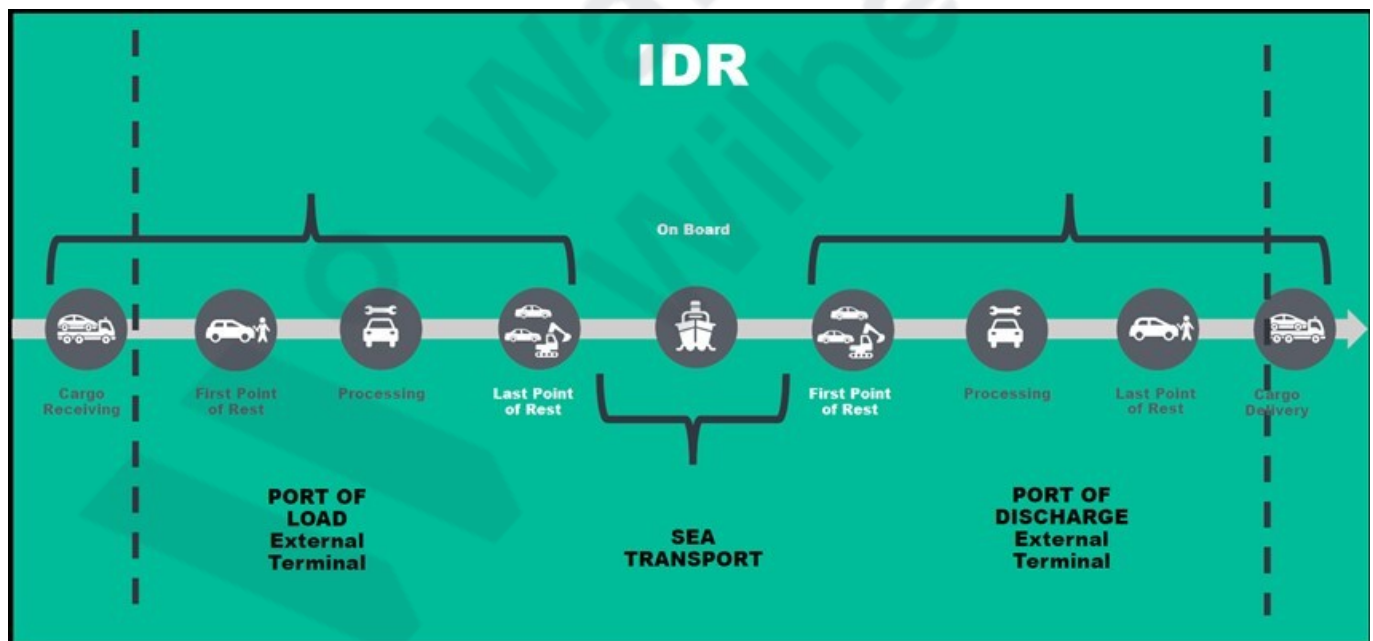 IDR
On Board
Cargo
Receiving
First Point
of Rest
Processing
Last Point
of Rest
First Point
of Rest
Processing
Last Point
of Rest
Cargo
Delivery
PORT OF
LOAD
External
Terminal
SEA
TRANSPORT
PORT OF
DISCHARGE
External
Terminal